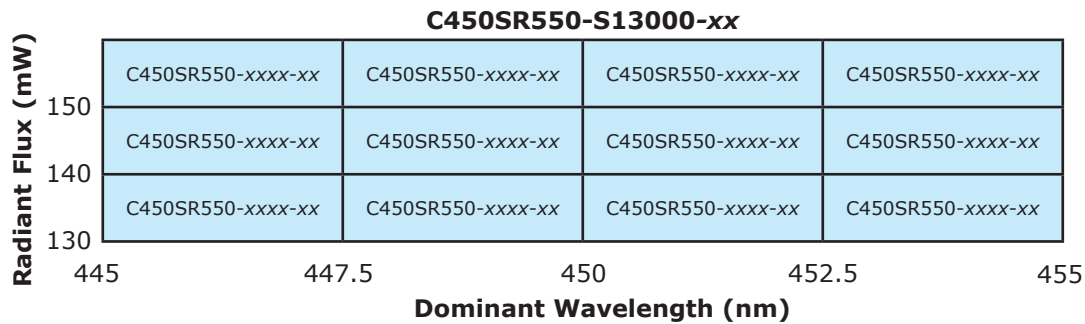 C450SR550-S13000-xx
Radiant Flux (mW)
C450SR550-xxxx-xx C450SR550-xxxx-xx C450SR550-xxxx-xx C450SR550-xxxx-xx
150
C450SR550-xxxx-xx C450SR550-xxxx-xx C450SR550-xxxx-xx C450SR550-xxxx-xx
140
C450SR550-xxxx-xx C450SR550-xxxx-xx C450SR550-xxxx-xx C450SR550-xxxx-xx
130
445 447.5 450 452.5 455
Dominant Wavelength (nm)